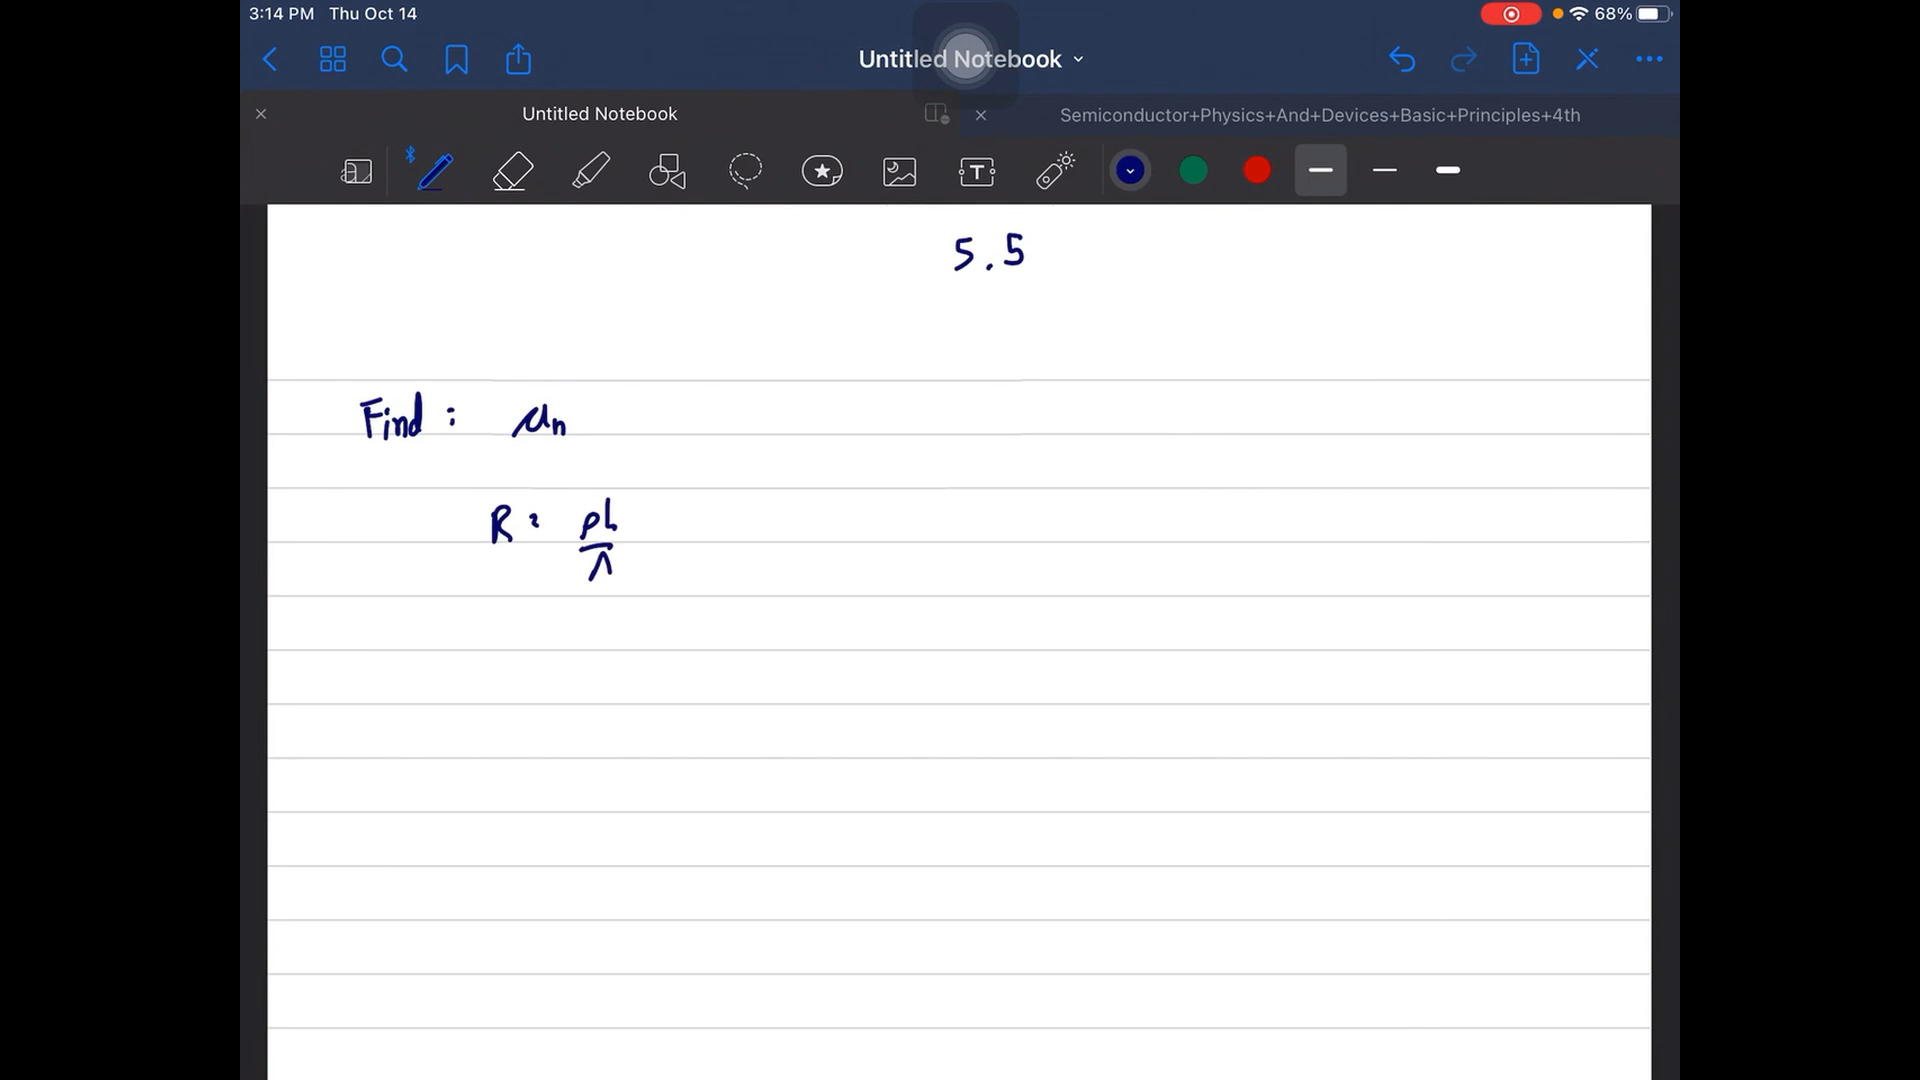 3:14 PM Thu Oct 14
68%
Untitled Notebook
Untitled Notebook
Semiconductor+Physics+And+Devices+Basic+Principles+4th
T
5.5
Find : μn
R = ρL
A